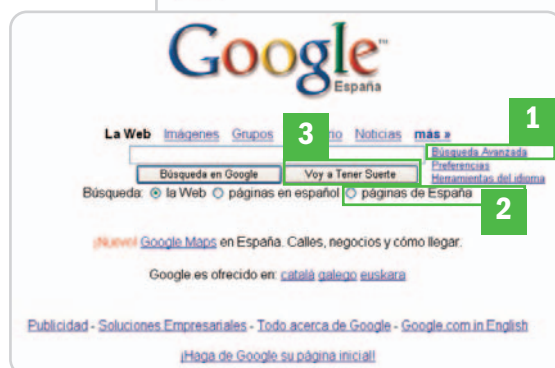 Google™
España
1
3
La Web Imágenes Grupos Noticias más »
Búsqueda Avanzada
Búsqueda en Google Voy a Tener Suerte
Preferencias
Herramientas del idioma
Búsqueda: la Web páginas en español páginas de España
2
¡Nuevo! Google Maps en España. Calles, negocios y cómo llegar.
Google.es ofrecido en: català galego euskara
Publicidad - Soluciones Empresariales - Todo acerca de Google - Google.com in English
¡Haga de Google su página inicial!